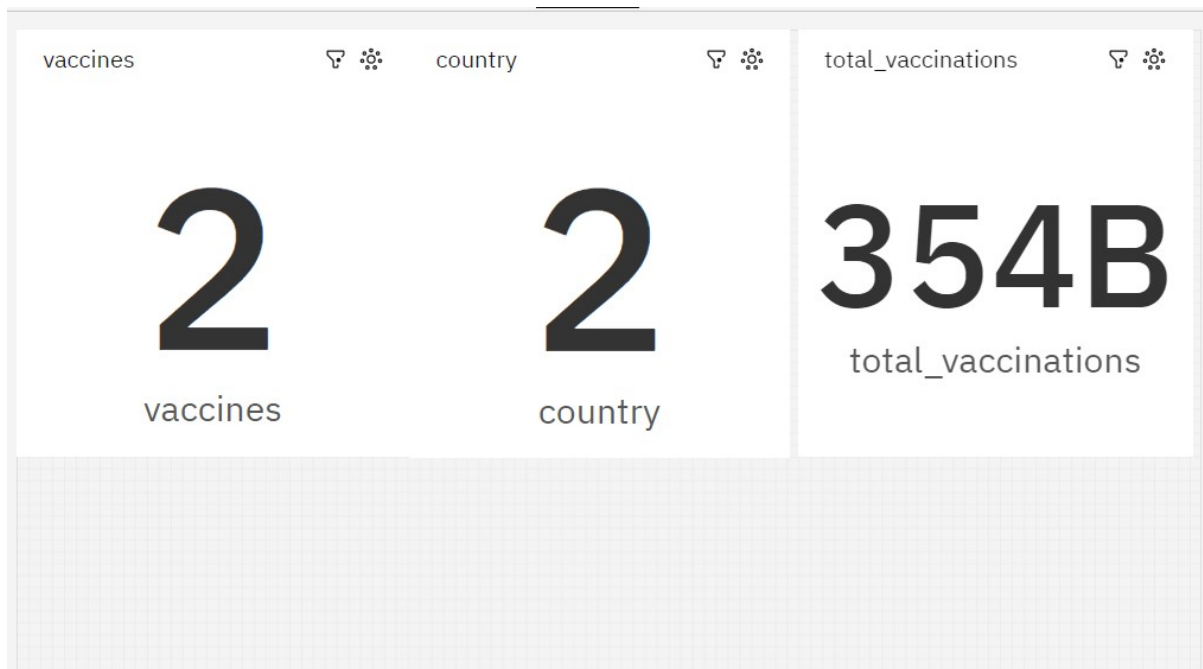 vaccines
country
total_vaccinations
2
2
354B
vaccines
country
total_vaccinations